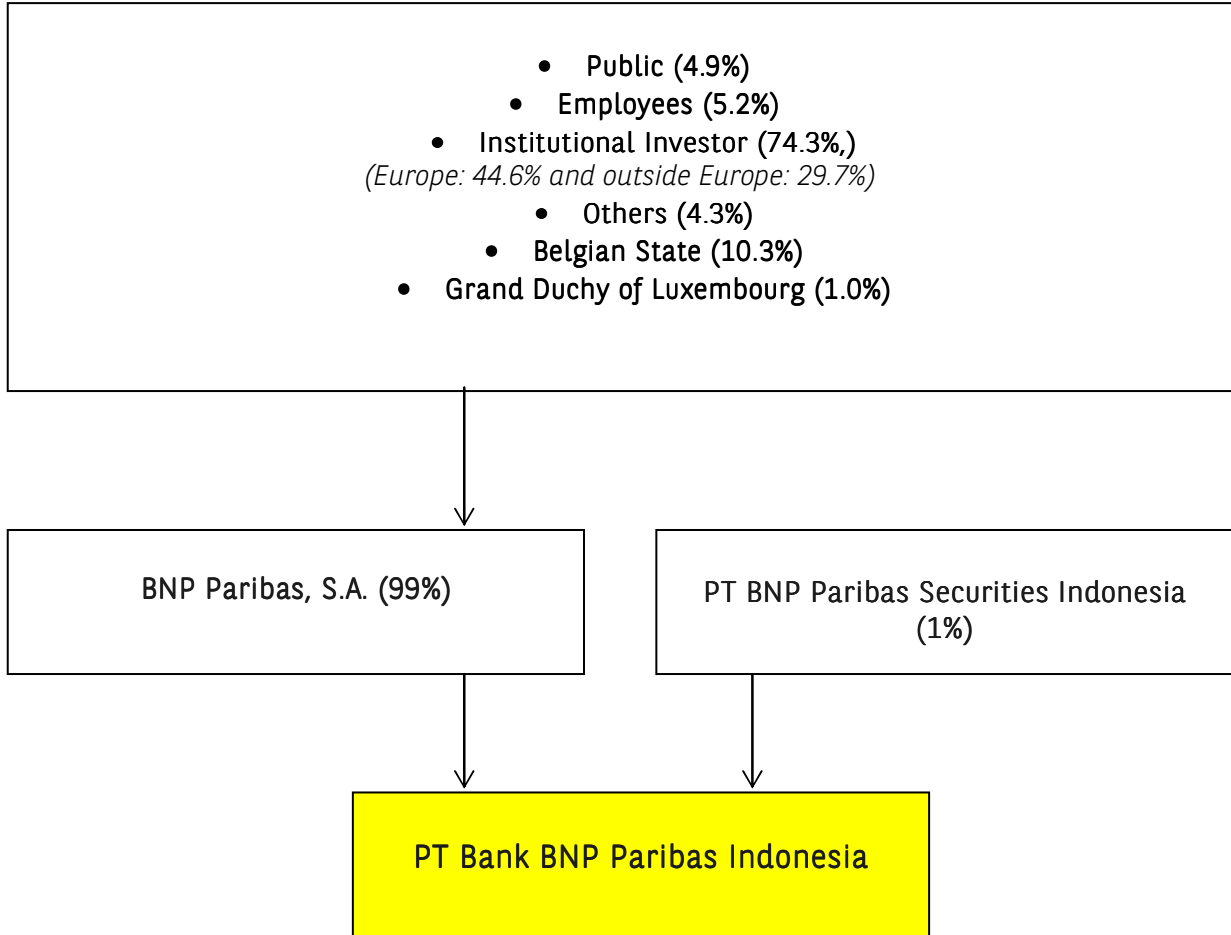 • Public (4.9%)
• Employees (5.2%)
• Institutional Investor (74.3%,)
(Europe: 44.6% and outside Europe: 29.7%)
• Others (4.3%)
• Belgian State (10.3%)
• Grand Duchy of Luxembourg (1.0%)
BNP Paribas, S.A. (99%)
PT BNP Paribas Securities Indonesia
(1%)
PT Bank BNP Paribas Indonesia